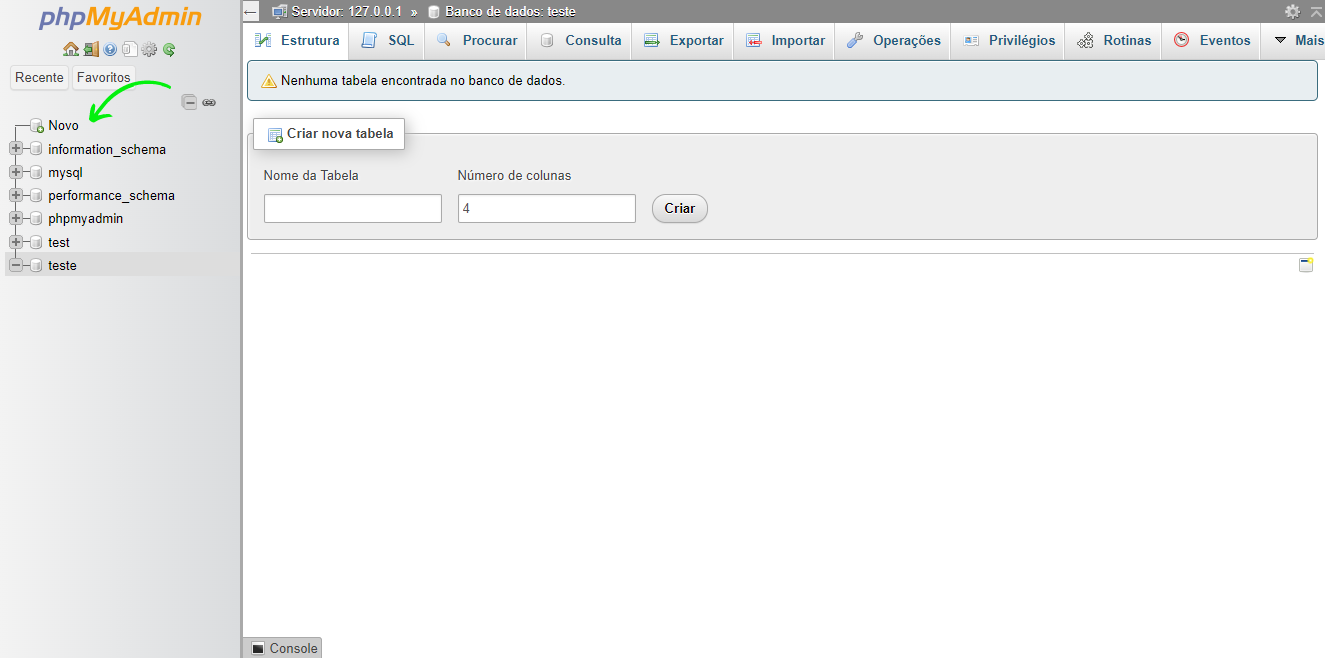 phpMyAdmin
Recente Favoritos
Novo
information_schema
mysql
performance_schema
phpmyadmin
test
teste
Servidor: 127.0.0.1 » Banco de dados: teste
Estrutura SQL Procurar Consulta Exportar Importar Operações Privilégios Rotinas Eventos Mais
Nenhuma tabela encontrada no banco de dados.
Criar nova tabela
Nome da Tabela Número de colunas
4 Criar
Console